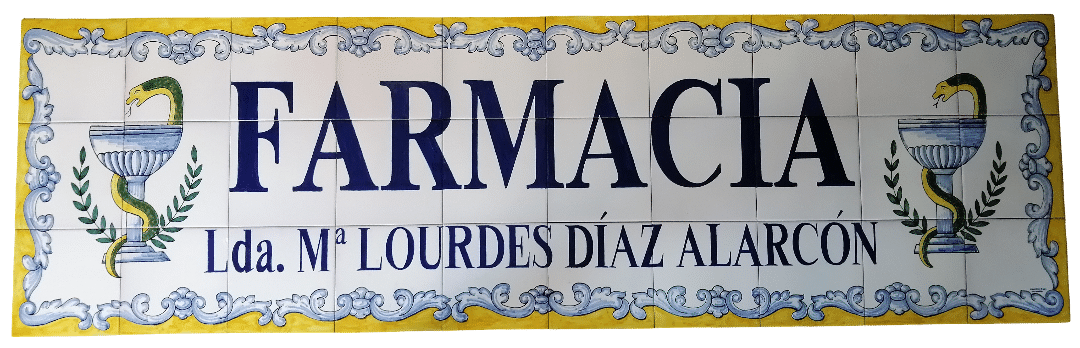 FARMACIA
Lda. Mª LOURDES DÍAZ ALARCÓN